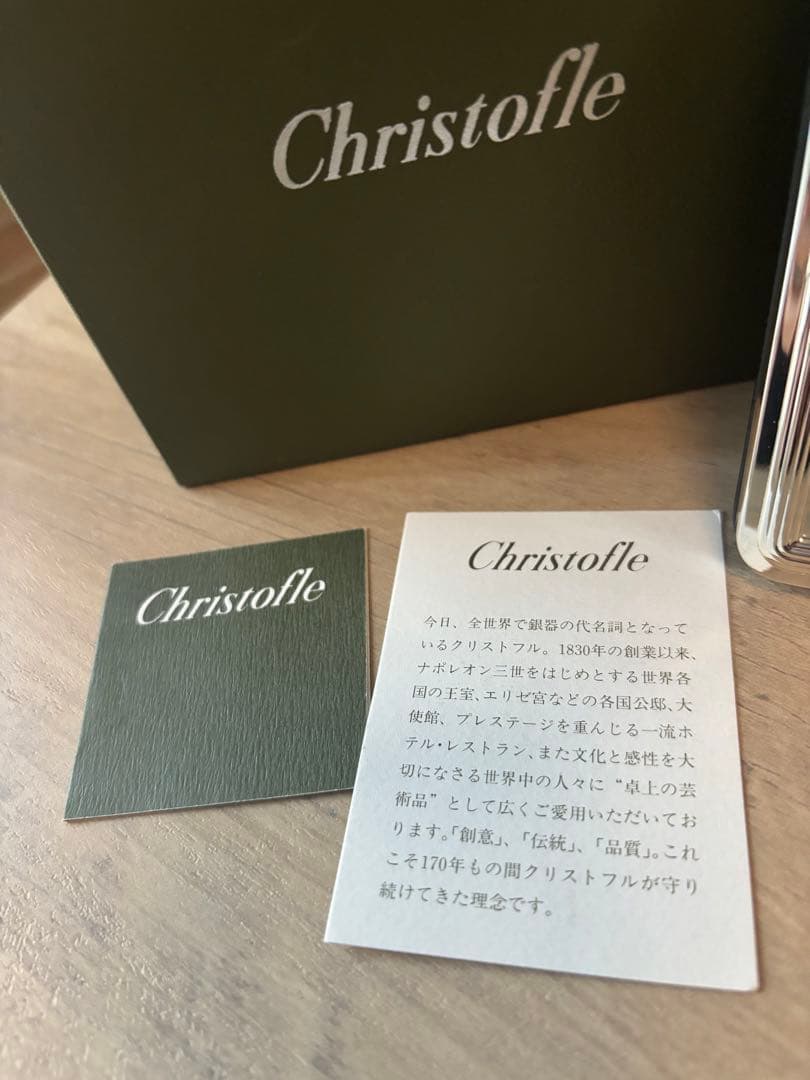 Christofle
Christofle
Christofle
今日、全世界で銀器の代名詞となって
いるクリストフル。1830年の創業以来、
ナポレオン三世をはじめとする世界各
国の王室、エリゼ宮などの各国公邸、大
使館、プレステージを重んじる一流ホ
テル・レストラン、また文化と感性を大
切になさる世界中の人々に“卓上の芸
術品”として広くご愛用いただいてお
ります。「創意」、「伝統」、「品質」。これ
こそ170年もの間クリストフルが守り
続けてきた理念です。